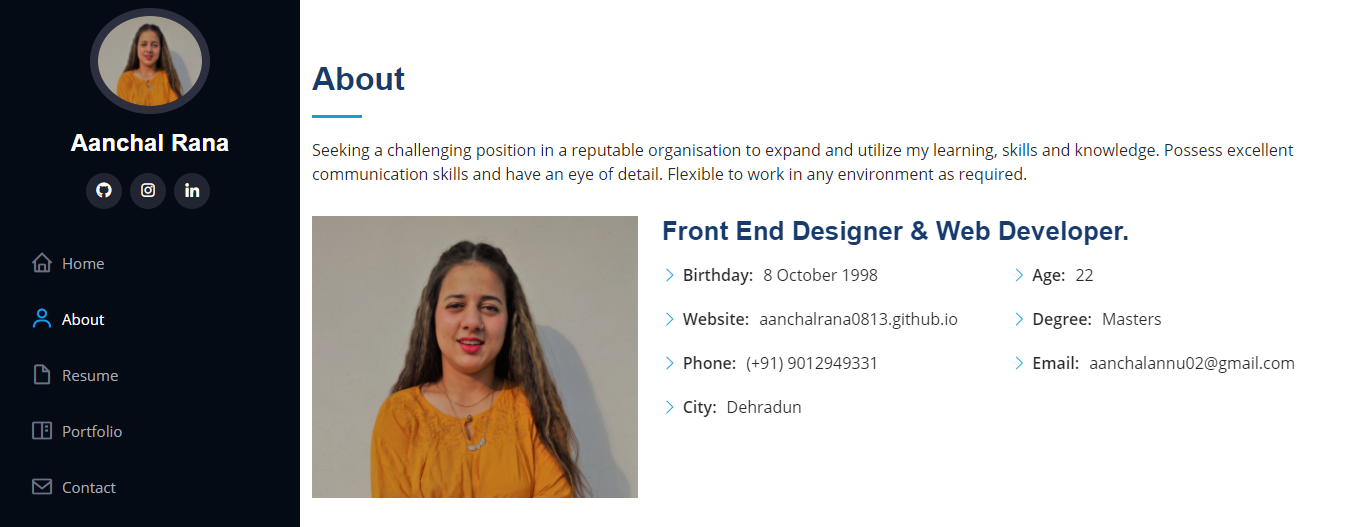 Aanchal Rana
Home
About
Resume
Portfolio
Contact
About
Seeking a challenging position in a reputable organisation to expand and utilize my learning, skills and knowledge. Possess excellent
communication skills and have an eye of detail. Flexible to work in any environment as required.
Front End Designer & Web Developer.
Birthday: 8 October 1998
Age: 22
Website: aanchalrana0813.github.io
Degree: Masters
Phone: (+91) 9012949331
Email: aanchalannu02@gmail.com
City: Dehradun